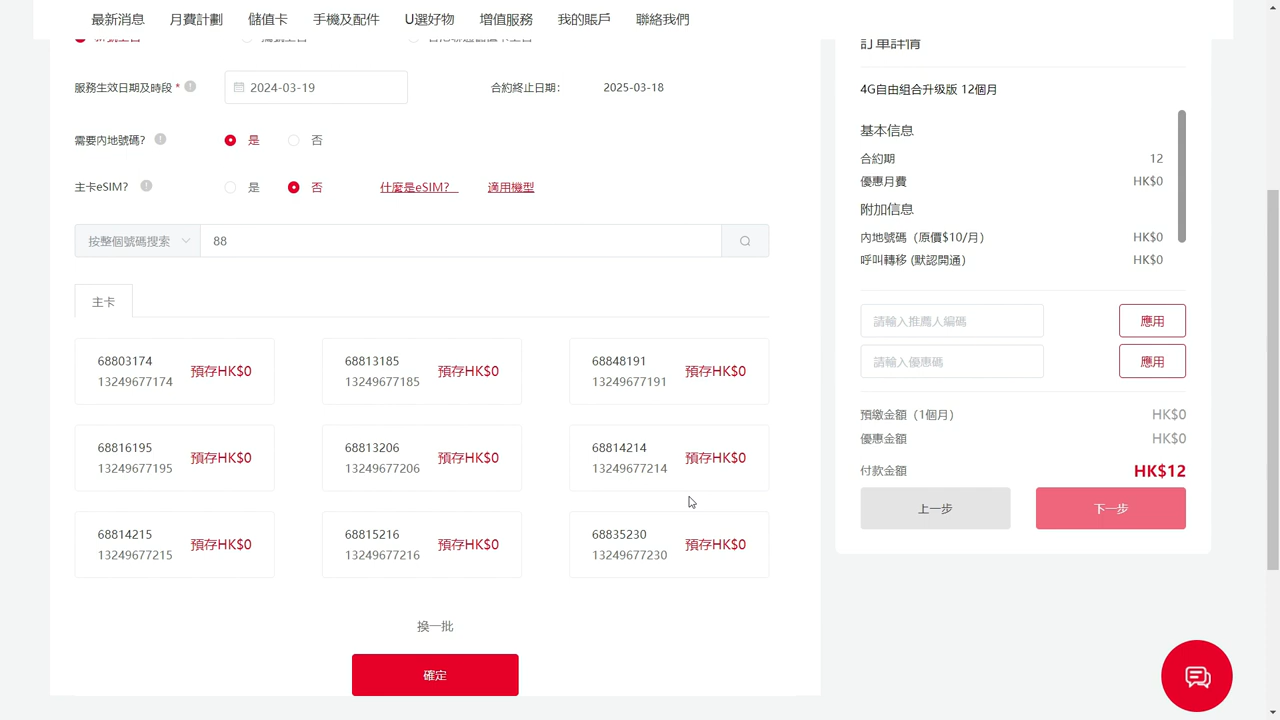 最新消息 月費計劃 儲值卡 手機及配件 U選好物 增值服務 我的賬戶 聯絡我們
訂單詳情
服務生效日期及時段 * 2024-03-19 合約終止日期: 2025-03-18
4G自由組合升级版 12個月
需要內地號碼? 是 否
基本信息
合約期 12
優惠月費 HK$0
主卡eSIM? 是 否 什麼是eSIM? 適用機型
附加信息
內地號碼（原價$10/月） HK$0
呼叫轉移 (默認開通) HK$0
按整個號碼搜索 88
主卡
請輸入推薦人編碼 應用
請輸入優惠碼 應用
68803174 預存HK$0
13249677174
68813185 預存HK$0
13249677185
68848191 預存HK$0
13249677191
68816195 預存HK$0
13249677195
68813206 預存HK$0
13249677206
68814214 預存HK$0
13249677214
68814215 預存HK$0
13249677215
68815216 預存HK$0
13249677216
68835230 預存HK$0
13249677230
預繳金額（1個月） HK$0
優惠金額 HK$0
付款金額 HK$12
上一步 下一步
換一批
確定